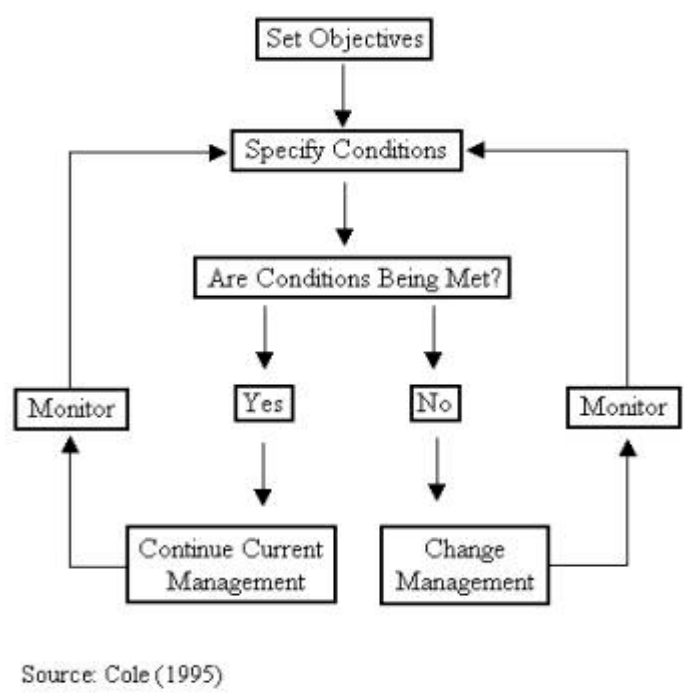 Set Objectives
Specify Conditions
Are Conditions Being Met?
Monitor
Yes
No
Monitor
Continue Current
Management
Change
Management
Source: Cole (1995)